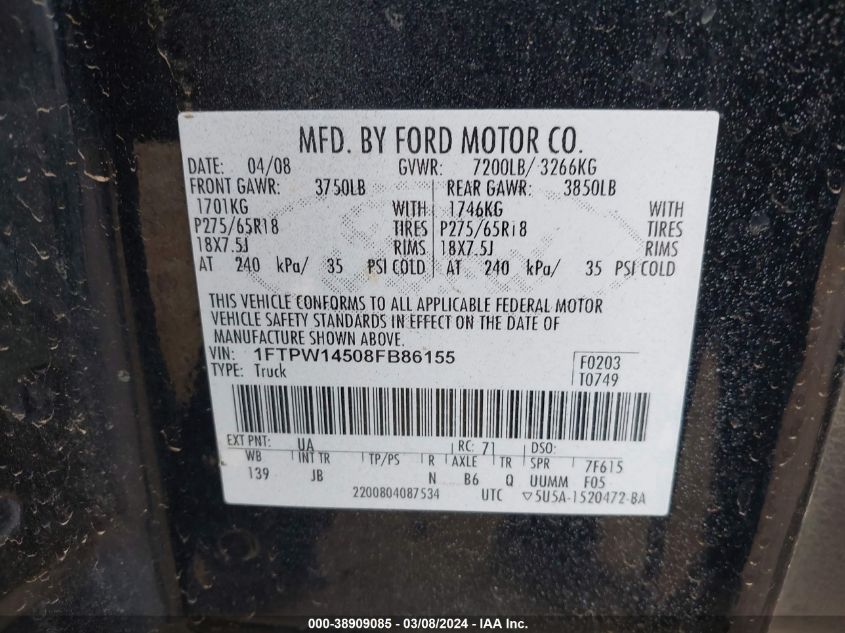 MFD. BY FORD MOTOR CO.
DATE: 04/08 GVWR: 7200LB/ 3266KG
FRONT GAWR: 3750LB REAR GAWR: 3850LB
1701KG WITH 1746KG WITH
P275/65R18 TIRES P275/65R18 TIRES
18X7.5J RIMS 18X7.5J RIMS
AT 240 kPa/ 35 PSI COLD AT 240 kPa/ 35 PSI COLD
THIS VEHICLE CONFORMS TO ALL APPLICABLE FEDERAL MOTOR
VEHICLE SAFETY STANDARDS IN EFFECT ON THE DATE OF
MANUFACTURE SHOWN ABOVE.
VIN: 1FTPW14508FB86155 F0203
TYPE: Truck T0749
EXT PNT: UA RC: 71 DSO:
WB INT TR TP/PS R AXLE TR SPR 7F615
139 JB N B6 Q UUMM F05
2200804087534 UTC ▽5U5A-1520472-BA
000-38909085 - 03/08/2024 - IAA Inc.